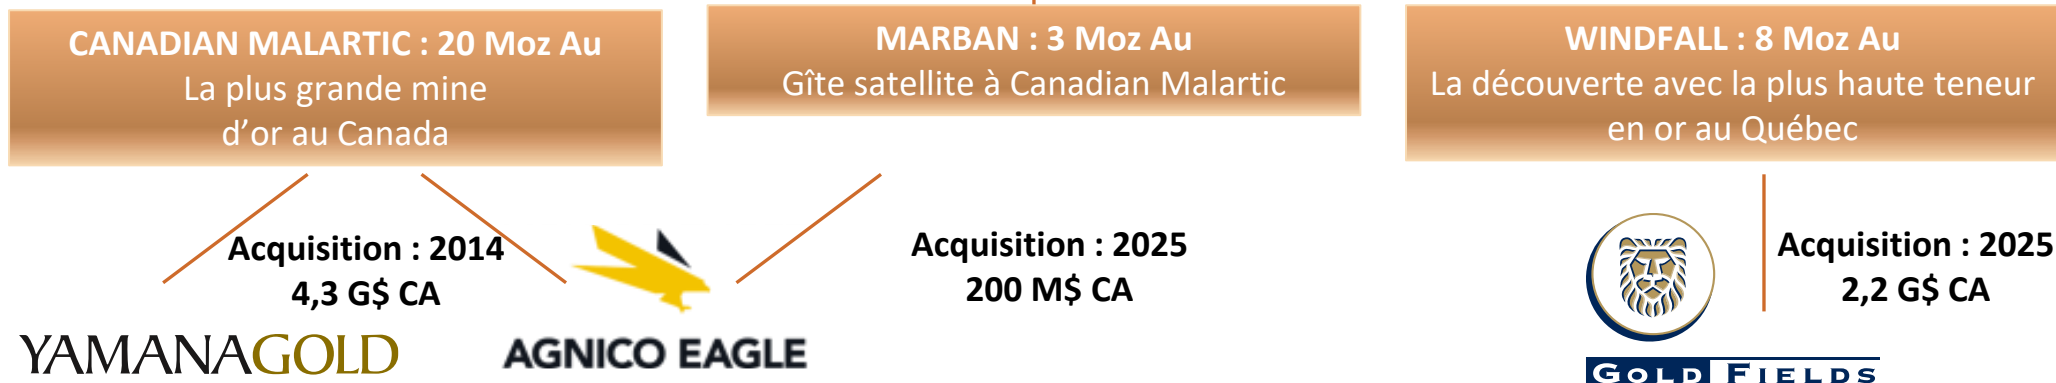 CANADIAN MALARTIC : 20 Moz Au
La plus grande mine
d’or au Canada
MARBAN : 3 Moz Au
Gîte satellite à Canadian Malartic
WINDFALL : 8 Moz Au
La découverte avec la plus haute teneur
en or au Québec
Acquisition : 2014
4,3 G$ CA
Acquisition : 2025
200 M$ CA
Acquisition : 2025
2,2 G$ CA
YAMANAGOLD
AGNICO EAGLE
GOLD FIELDS